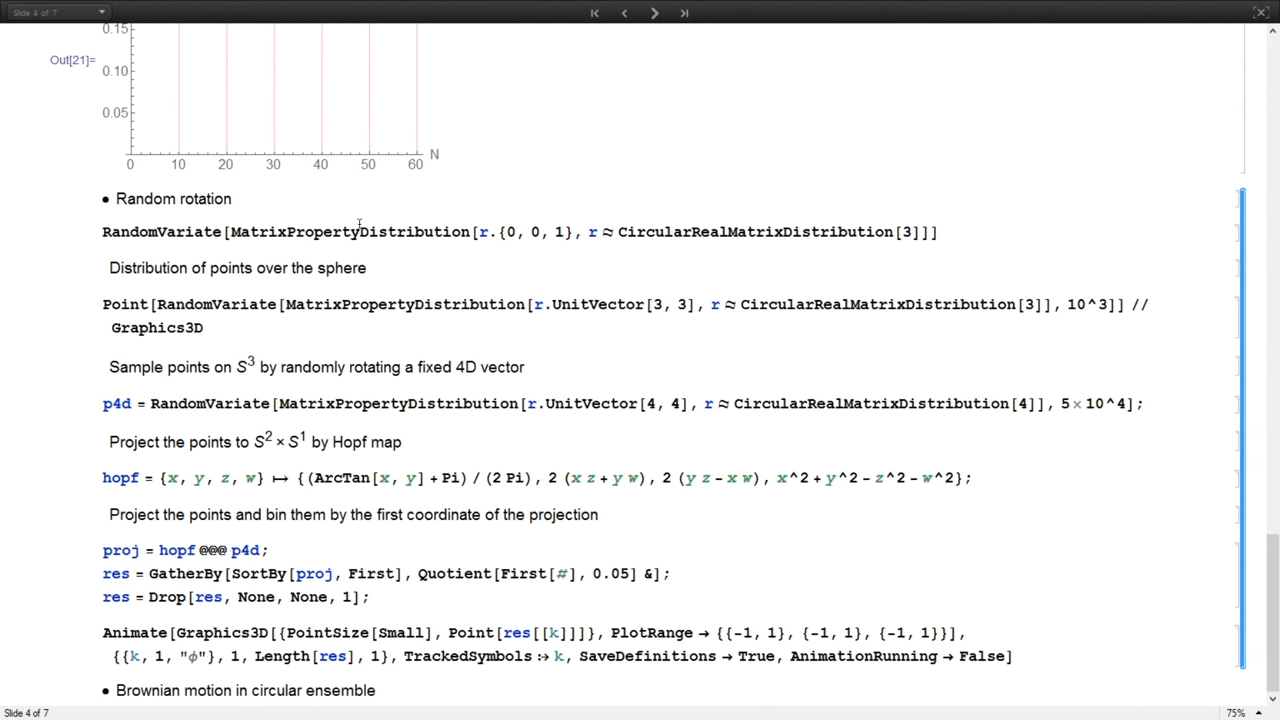 Slide 4 of 7
0.15
Out[21]=
0.10
0.05
N
0 10 20 30 40 50 60
• Random rotation
RandomVariate[MatrixPropertyDistribution[r.{0, 0, 1}, r ≈ CircularRealMatrixDistribution[3]]]
Distribution of points over the sphere
Point[RandomVariate[MatrixPropertyDistribution[r.UnitVector[3, 3], r ≈ CircularRealMatrixDistribution[3]], 10^3]] //
Graphics3D
Sample points on S³ by randomly rotating a fixed 4D vector
p4d = RandomVariate[MatrixPropertyDistribution[r.UnitVector[4, 4], r ≈ CircularRealMatrixDistribution[4]], 5×10^4];
Project the points to S² × S¹ by Hopf map
hopf = {x, y, z, w} ↦ {(ArcTan[x, y] + Pi) / (2 Pi), 2 (x z + y w), 2 (y z - x w), x^2 + y^2 - z^2 - w^2};
Project the points and bin them by the first coordinate of the projection
proj = hopf @@@ p4d;
res = GatherBy[SortBy[proj, First], Quotient[First[#], 0.05] &];
res = Drop[res, None, None, 1];
Animate[Graphics3D[{PointSize[Small], Point[res[[k]]]}, PlotRange → {{-1, 1}, {-1, 1}, {-1, 1}}],
{{k, 1, "ϕ"}, 1, Length[res], 1}, TrackedSymbols :→ k, SaveDefinitions → True, AnimationRunning → False]
• Brownian motion in circular ensemble
Slide 4 of 7
75%